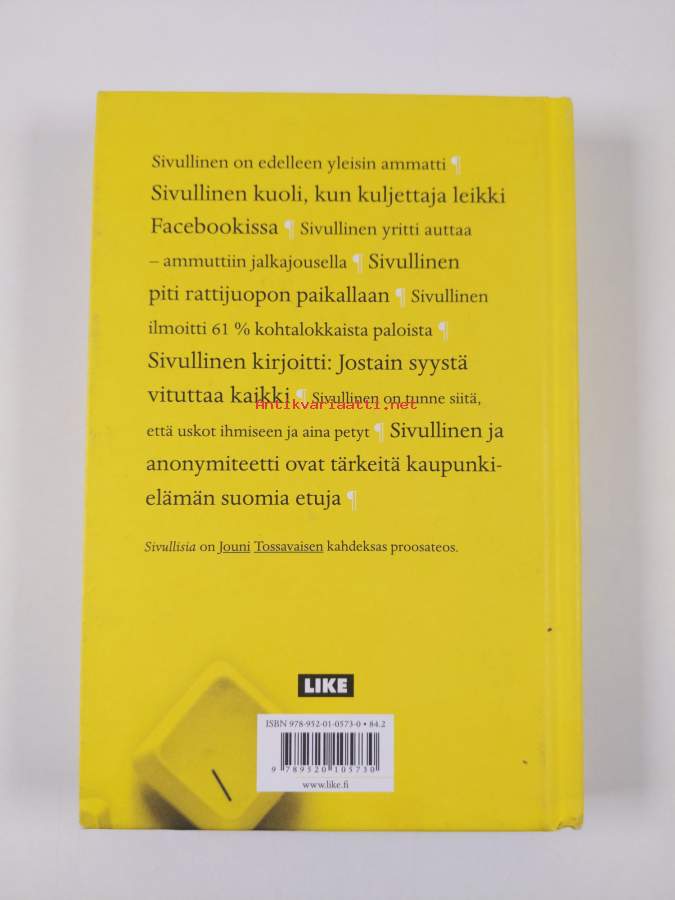 Sivullinen on edelleen yleisin ammatti ¶
Sivullinen kuoli, kun kuljettaja leikki
Facebookissa ¶ Sivullinen yritti auttaa
– ammuttiin jalkajousella ¶ Sivullinen
piti rattijuopon paikallaan ¶ Sivullinen
ilmoitti 61 % kohtalokkaista paloista ¶
Sivullinen kirjoitti: Jostain syystä
vituttaa kaikki ¶ Sivullinen on tunne siitä,
Antikvariaatti.net
että uskot ihmiseen ja aina petyt ¶ Sivullinen ja
anonymiteetti ovat tärkeitä kaupunki-
elämän suomia etuja ¶
Sivullisia on Jouni Tossavaisen kahdeksas proosateos.
LIKE
ISBN 978-952-01-0573-0 • 84.2
9 789520 105730
www.like.fi
\